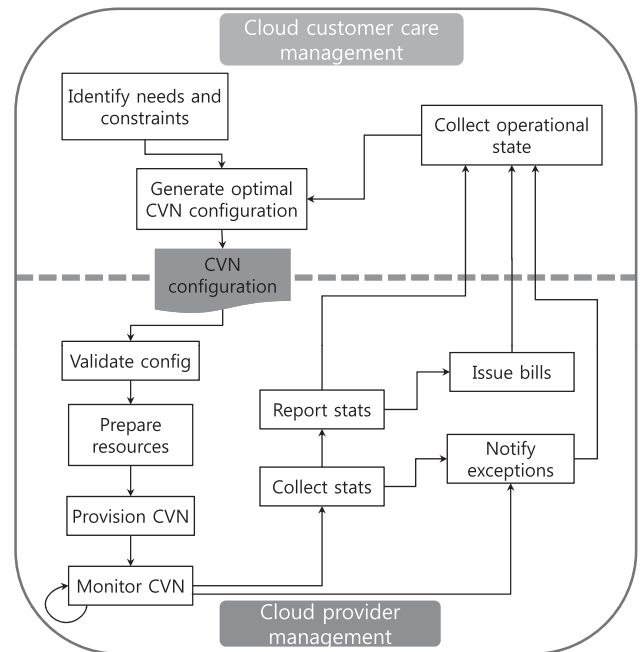 Cloud customer care
management
Identify needs and
constraints
Collect operational
state
Generate optimal
CVN configuration
CVN
configuration
Validate config
Issue bills
Report stats
Prepare
resources
Notify
exceptions
Collect stats
Provision CVN
Monitor CVN
Cloud provider
management